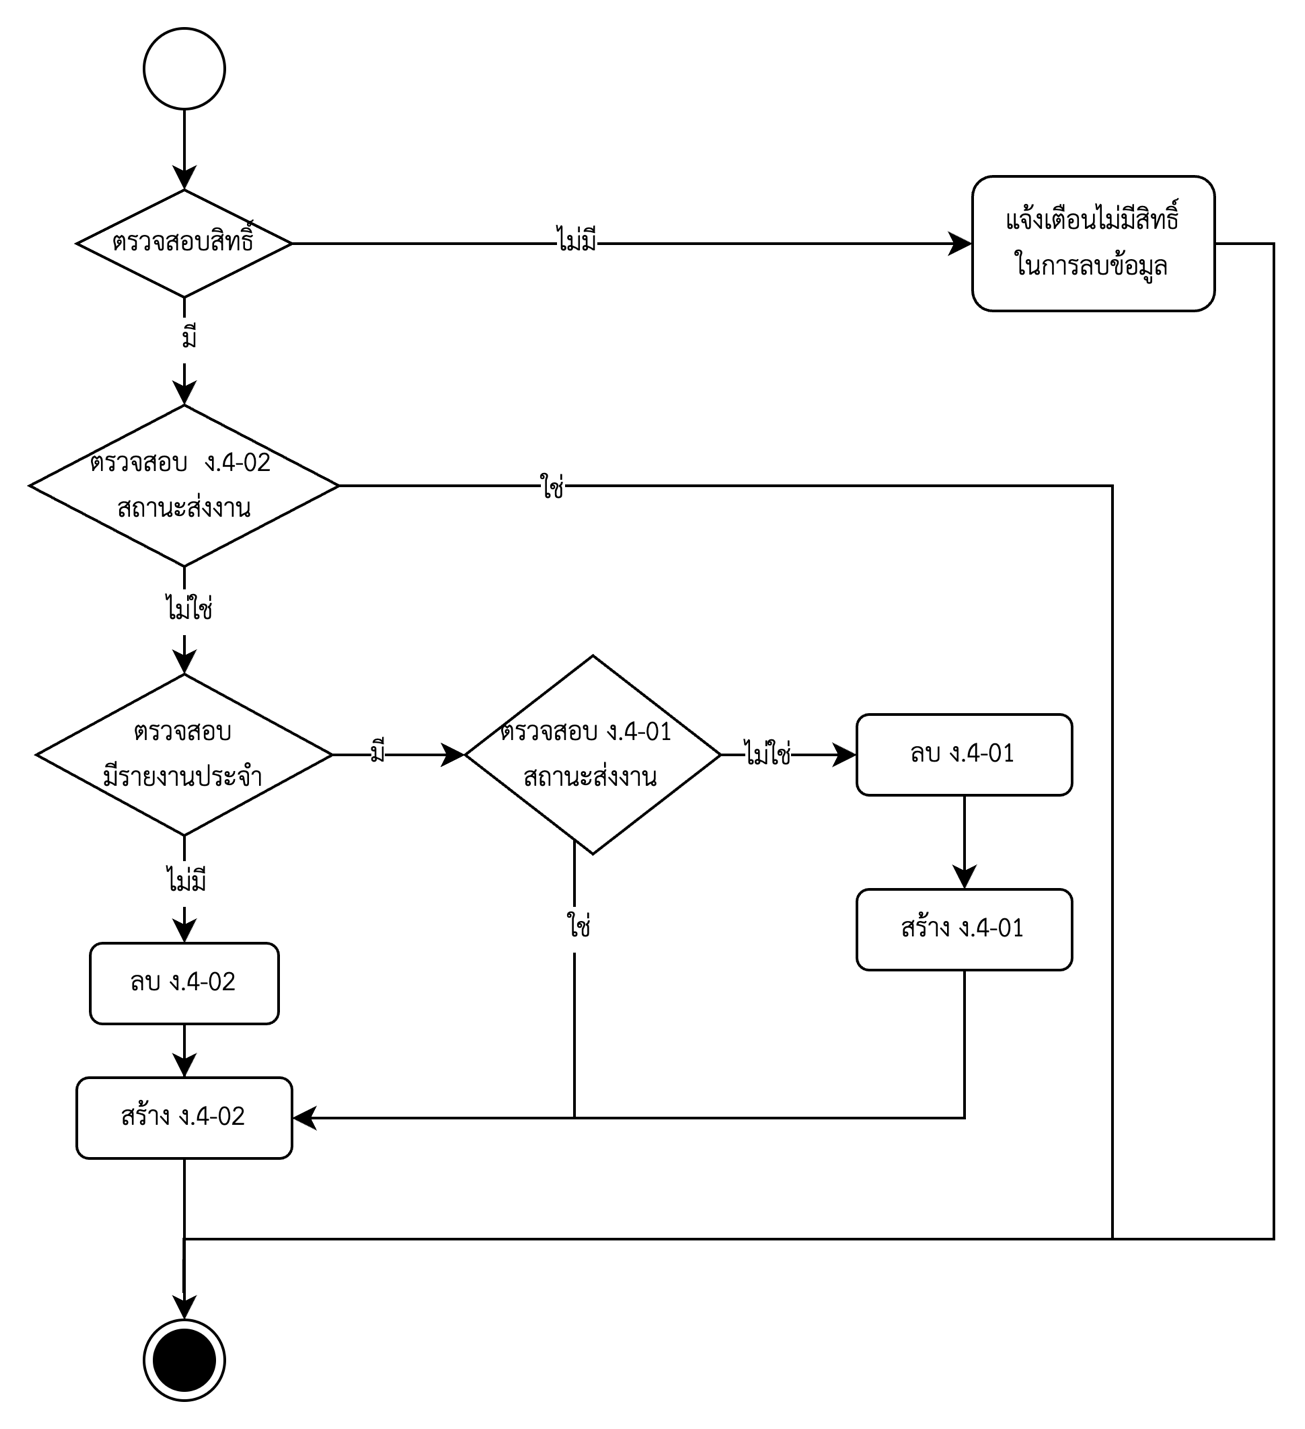 ตรวจสอบสิทธิ์
ไม่มี
แจ้งเตือนไม่มีสิทธิ์
ในการลบข้อมูล
มี
ตรวจสอบ ง.4-02
สถานะส่งงาน
ใช่
ไม่ใช่
ตรวจสอบ
มีรายงานประจำ
มี
ตรวจสอบ ง.4-01
สถานะส่งงาน
ไม่ใช่
ลบ ง.4-01
ไม่มี
ใช่
สร้าง ง.4-01
ลบ ง.4-02
สร้าง ง.4-02